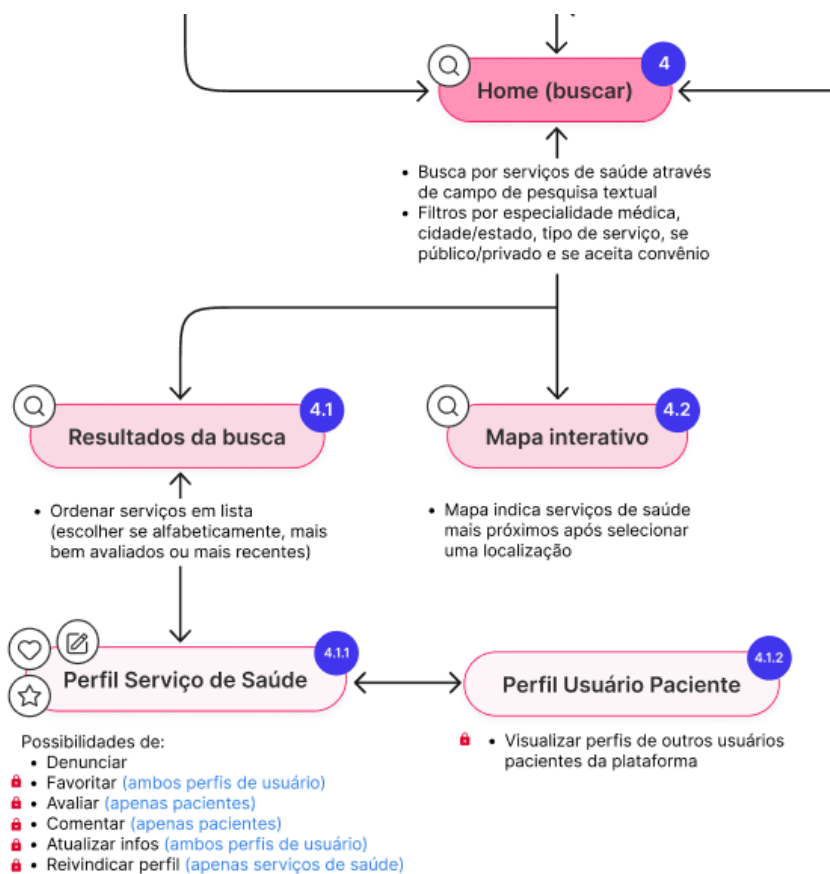 Home (buscar)
4
• Busca por serviços de saúde através
de campo de pesquisa textual
• Filtros por especialidade médica,
cidade/estado, tipo de serviço, se
público/privado e se aceita convênio
Resultados da busca
4.1
Mapa interativo
4.2
• Ordenar serviços em lista
(escolher se alfabeticamente, mais
bem avaliados ou mais recentes)
• Mapa indica serviços de saúde
mais próximos após selecionar
uma localização
Perfil Serviço de Saúde
4.1.1
Perfil Usuário Paciente
4.1.2
Possibilidades de:
• Denunciar
• Favoritar (ambos perfis de usuário)
• Avaliar (apenas pacientes)
• Comentar (apenas pacientes)
• Atualizar infos (ambos perfis de usuário)
• Reivindicar perfil (apenas serviços de saúde)
• Visualizar perfis de outros usuários
pacientes da plataforma